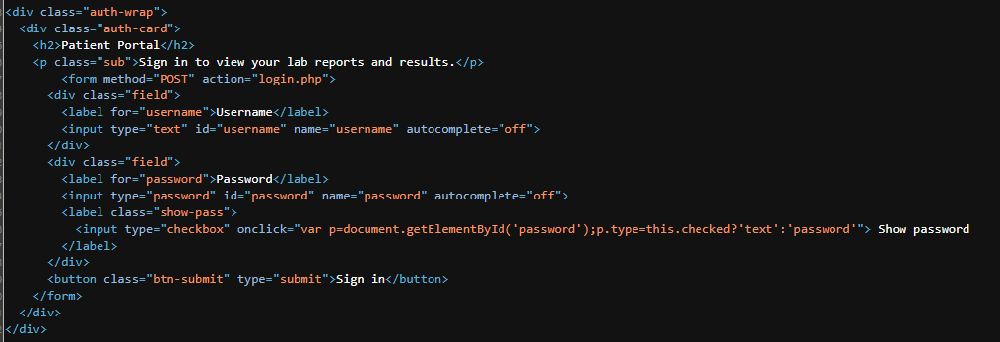 <div class="auth-wrap">
<div class="auth-card">
<h2>Patient Portal</h2>
<p class="sub">Sign in to view your lab reports and results.</p>
<form method="POST" action="login.php">
<div class="field">
<label for="username">Username</label>
<input type="text" id="username" name="username" autocomplete="off">
</div>
<div class="field">
<label for="password">Password</label>
<input type="password" id="password" name="password" autocomplete="off">
<label class="show-pass">
<input type="checkbox" onclick="var p=document.getElementById('password');p.type=this.checked?'text':'password'"> Show password
</label>
</div>
<button class="btn-submit" type="submit">Sign in</button>
</form>
</div>
</div>